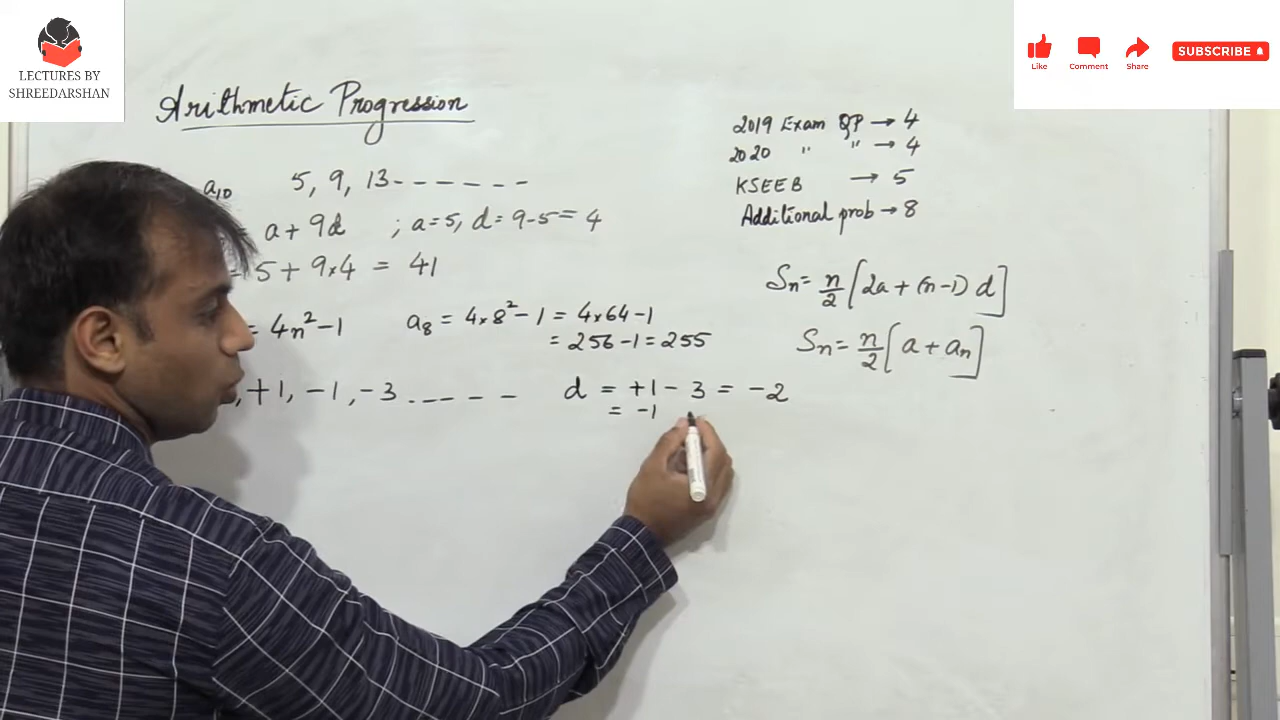 LECTURES BY
SHREEDARSHAN
Like
Comment
Share
SUBSCRIBE
Arithmetic Progression
a₁₀ 5, 9, 13------
a + 9d ; a=5, d= 9-5= 4
= 5 + 9×4 = 41
= 4n²-1 a₈ = 4×8²-1 = 4×64-1
= 256-1=255
, +1, -1, -3 ..---- d = +1-3 = -2
= -1
2019 Exam QP → 4
2020 " " → 4
KSEEB → 5
Additional prob → 8
Sn= n/2 [2a + (n-1) d]
Sn= n/2 [a + an]